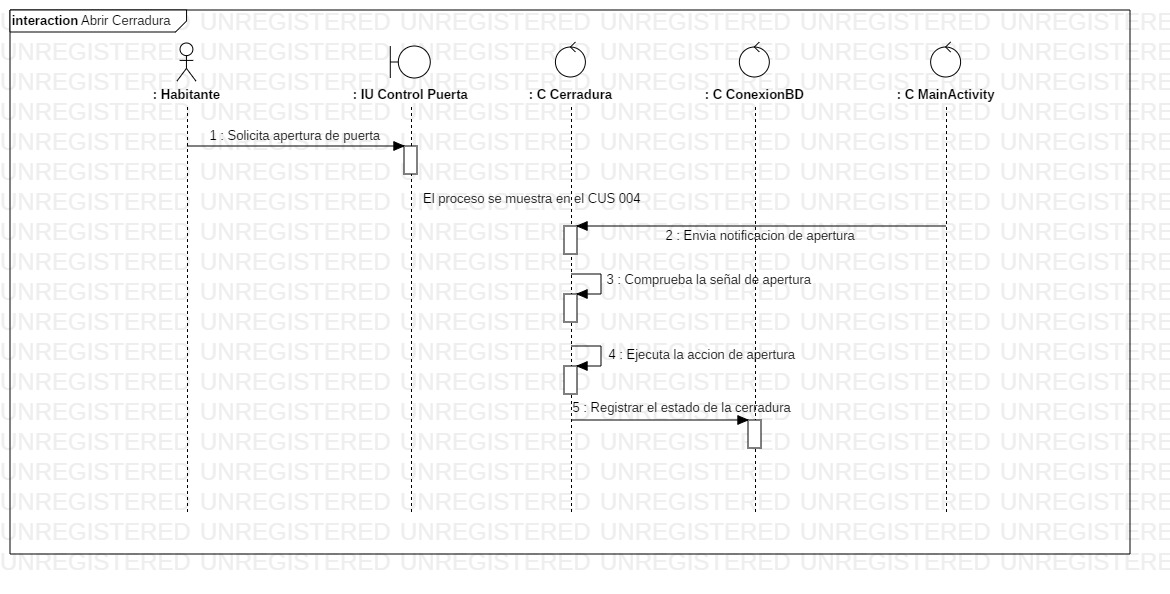 interaction Abrir Cerradura
: Habitante
: IU Control Puerta
: C Cerradura
: C ConexionBD
: C MainActivity
1 : Solicita apertura de puerta
El proceso se muestra en el CUS 004
2 : Envia notificacion de apertura
3 : Comprueba la señal de apertura
4 : Ejecuta la accion de apertura
5 : Registrar el estado de la cerradura
UNREGISTERED